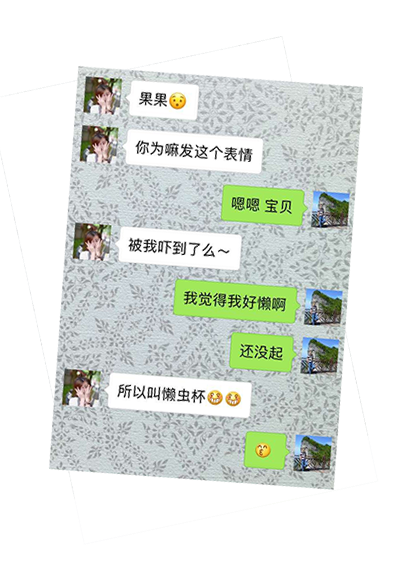 果果😯
你为嘛发这个表情
嗯嗯 宝贝
被我吓到了么～
我觉得我好懒啊
还没起
所以叫懒虫杯😆😆
😙